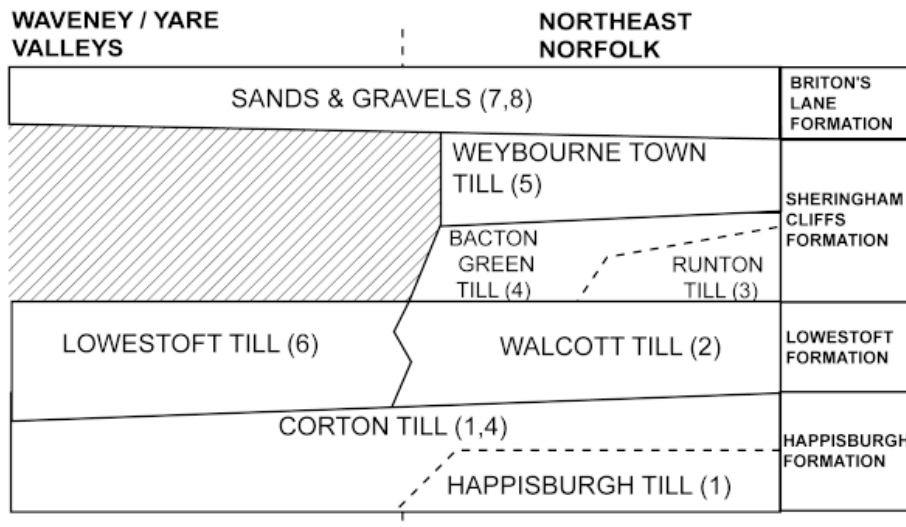 WAVENEY / YARE
VALLEYS
NORTHEAST
NORFOLK
SANDS & GRAVELS (7,8)
BRITON'S
LANE
FORMATION
WEYBOURNE TOWN
TILL (5)
BACTON
GREEN
TILL (4)
RUNTON
TILL (3)
SHERINGHAM
CLIFFS
FORMATION
LOWESTOFT TILL (6)
WALCOTT TILL (2)
LOWESTOFT
FORMATION
CORTON TILL (1,4)
HAPPISBURGH TILL (1)
HAPPISBURGH
FORMATION